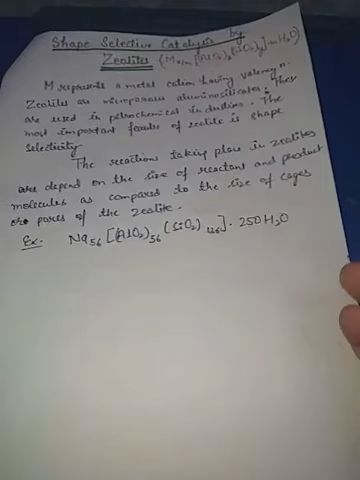 Shape Selective Catalysis by
Zeolites {Mx/n [(AlO2)x (SiO2)y] m H2O}
M represents a metal cation having valency n.
Zeolites are microporous aluminosilicates. They
are used in petrochemical industries. The
most important feature of zeolite is shape
selectivity
The reactions taking place in zeolites
are depend on the size of reactant and product
molecules as compared to the size of cages
or pores of the zeolite.
Ex. Na56 [(AlO2)56 (SiO2)136] . 250 H2O